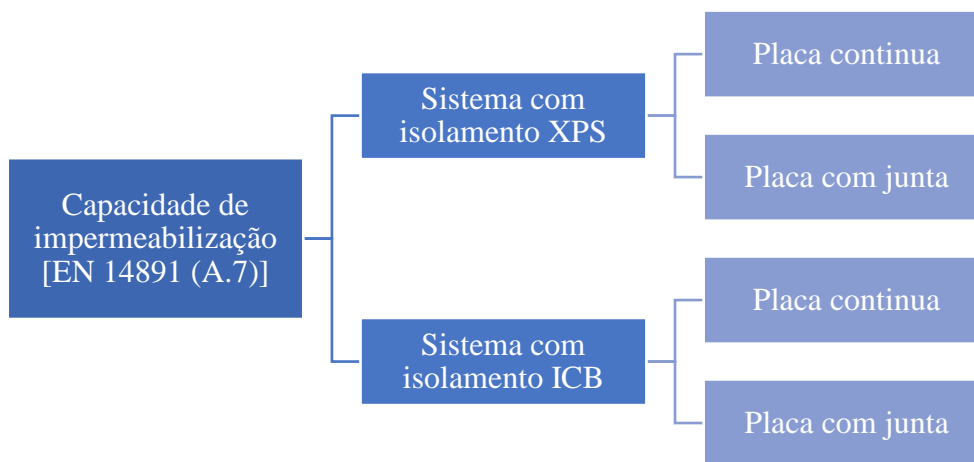 Capacidade de
impermeabilização
[EN 14891 (A.7)]
Sistema com
isolamento XPS
Placa continua
Placa com junta
Sistema com
isolamento ICB
Placa continua
Placa com junta